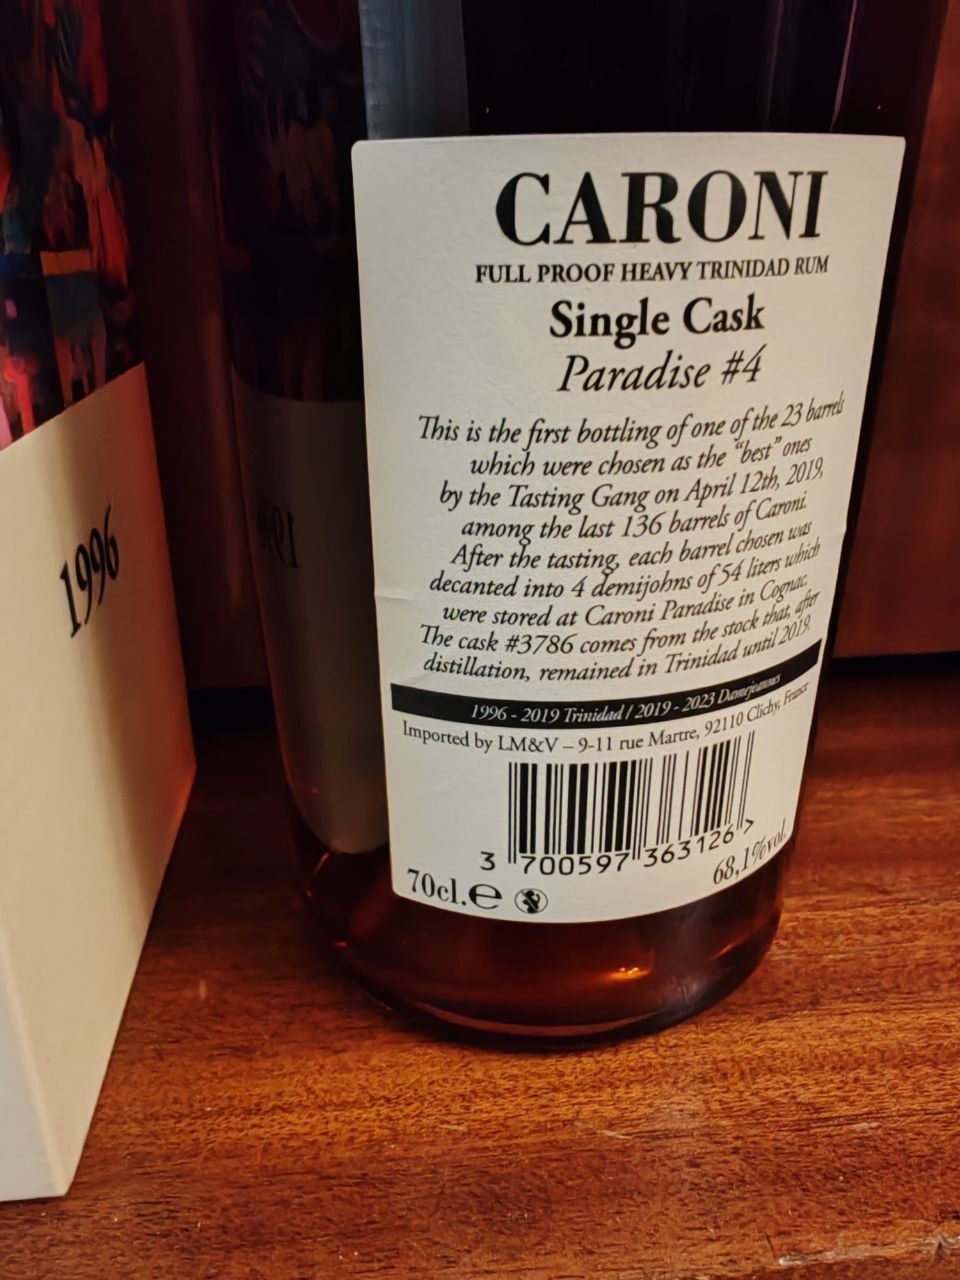 CARONI
FULL PROOF HEAVY TRINIDAD RUM
Single Cask
Paradise #4
This is the first bottling of one of the 23 barrels
which were chosen as the "best" ones
by the Tasting Gang on April 12th, 2019,
among the last 136 barrels of Caroni.
After the tasting, each barrel chosen was
decanted into 4 demijohns of 54 liters which
were stored at Caroni Paradise in Cognac.
The cask #3786 comes from the stock that, after
distillation, remained in Trinidad until 2019.
1996 - 2019 Trinidad / 2019 - 2023 Damejeannes
Imported by LM&V – 9-11 rue Martre, 92110 Clichy, France
3 700597 363126 >
70cl. e
68,1%vol.
1996